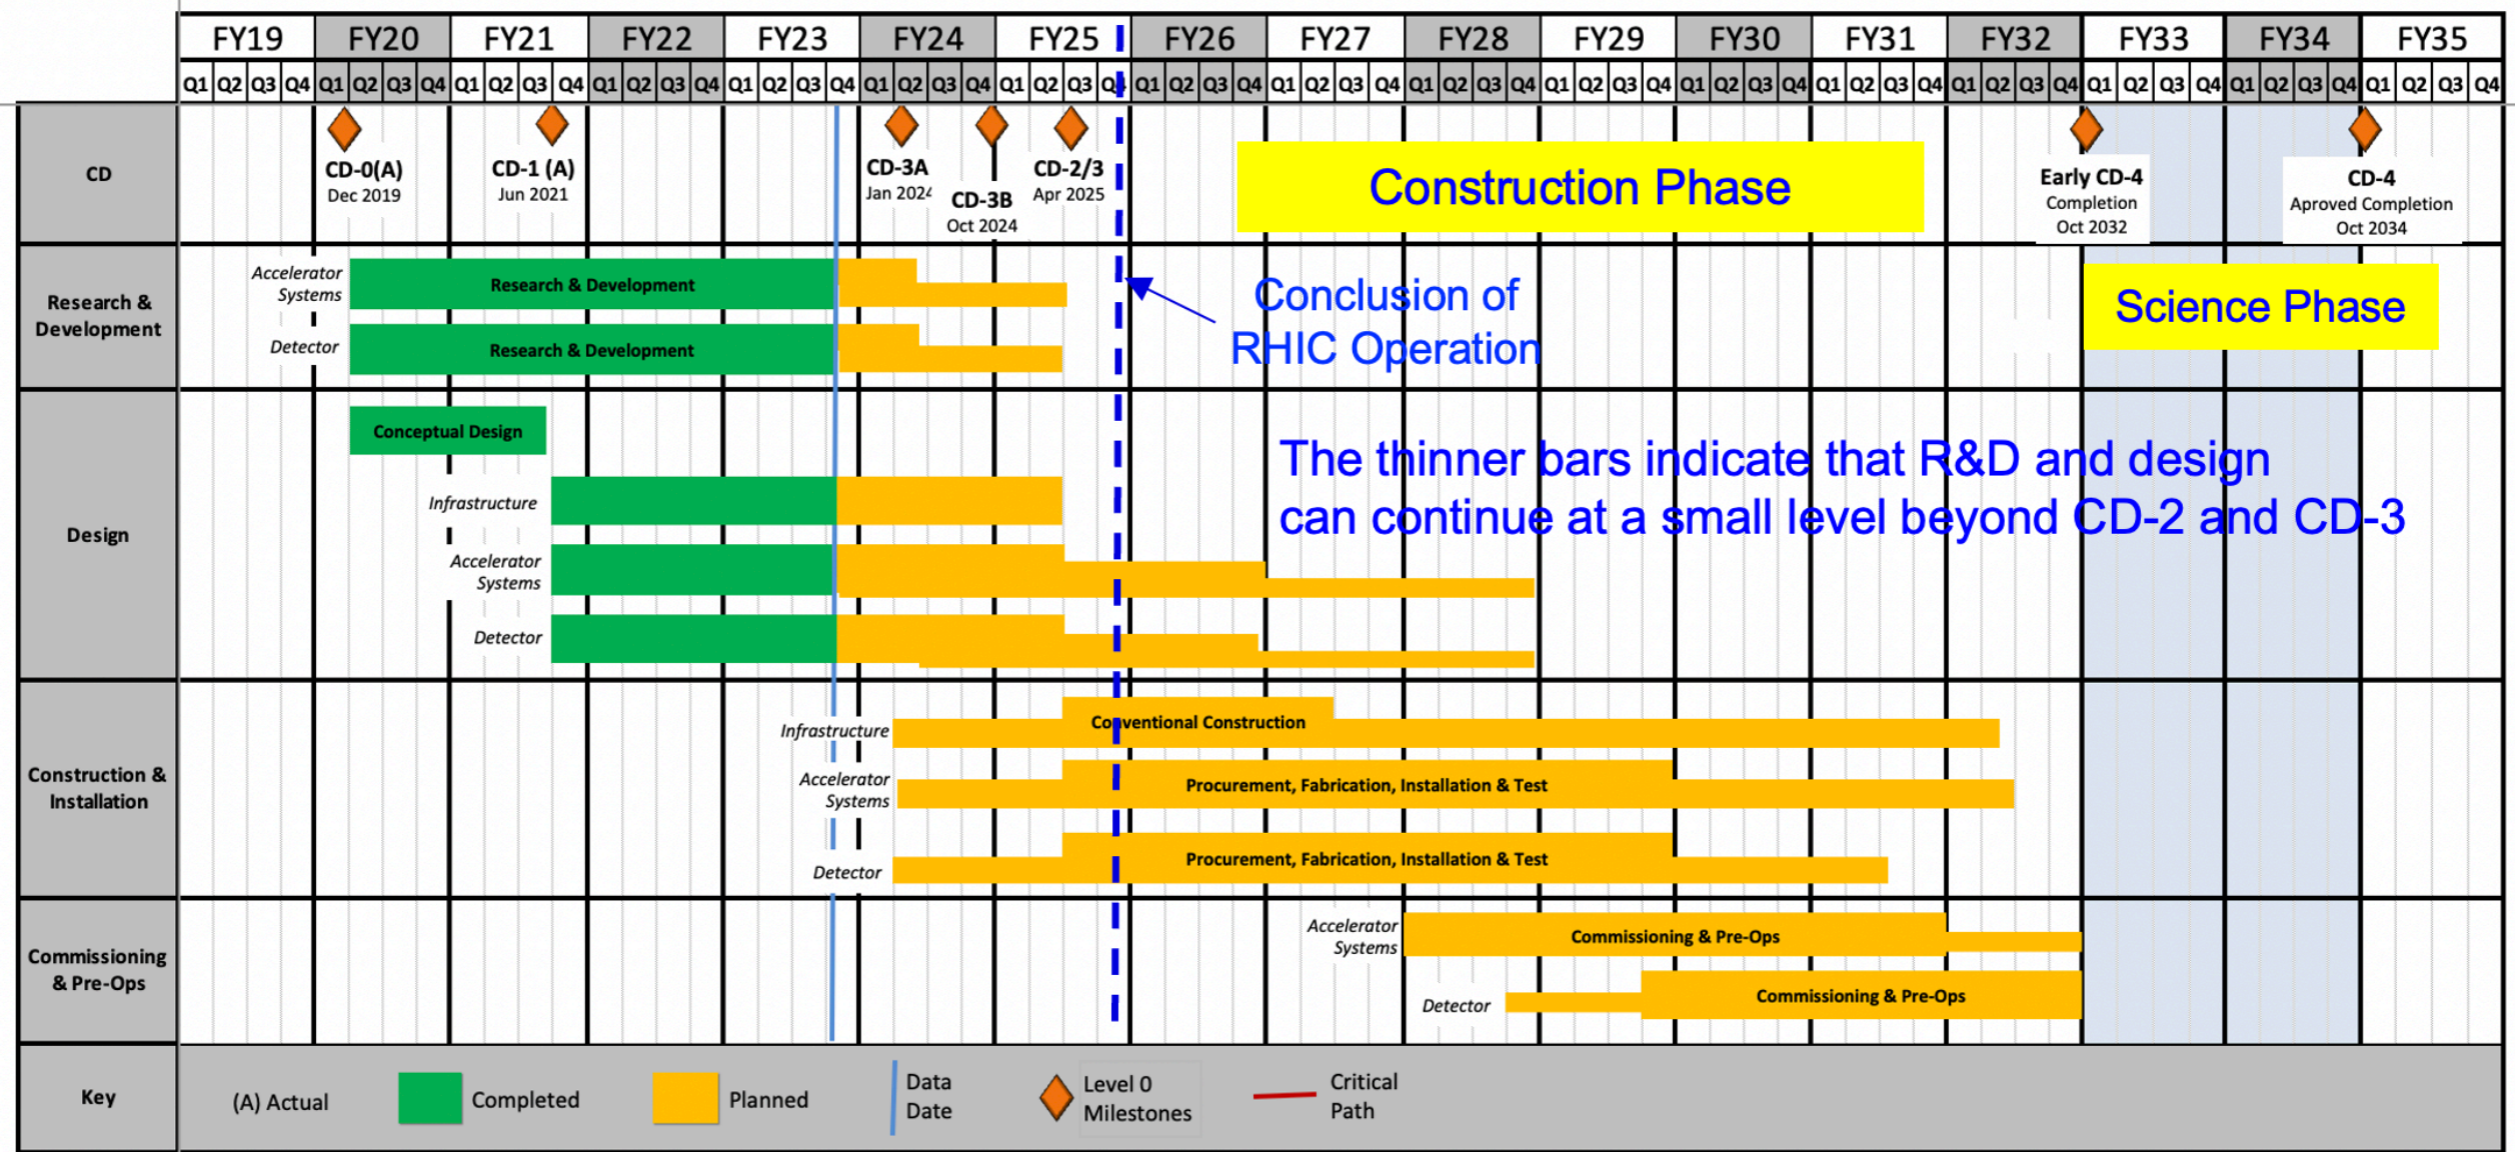 FY19 FY20 FY21 FY22 FY23 FY24 FY25 FY26 FY27 FY28 FY29 FY30 FY31 FY32 FY33 FY34 FY35
Q1 Q2 Q3 Q4 Q1 Q2 Q3 Q4 Q1 Q2 Q3 Q4 Q1 Q2 Q3 Q4 Q1 Q2 Q3 Q4 Q1 Q2 Q3 Q4 Q1 Q2 Q3 Q4 Q1 Q2 Q3 Q4 Q1 Q2 Q3 Q4 Q1 Q2 Q3 Q4 Q1 Q2 Q3 Q4 Q1 Q2 Q3 Q4 Q1 Q2 Q3 Q4 Q1 Q2 Q3 Q4 Q1 Q2 Q3 Q4 Q1 Q2 Q3 Q4 Q1 Q2 Q3 Q4
CD
CD-0(A)
Dec 2019
CD-1 (A)
Jun 2021
CD-3A
Jan 2024
CD-3B
Oct 2024
CD-2/3
Apr 2025
Construction Phase
Early CD-4
Completion
Oct 2032
CD-4
Aproved Completion
Oct 2034
Research &
Development
Accelerator
Systems
Research & Development
Detector
Research & Development
Conclusion of
RHIC Operation
Science Phase
Design
Conceptual Design
Infrastructure
Accelerator
Systems
Detector
The thinner bars indicate that R&D and design
can continue at a small level beyond CD-2 and CD-3
Construction &
Installation
Infrastructure
Conventional Construction
Accelerator
Systems
Procurement, Fabrication, Installation & Test
Detector
Procurement, Fabrication, Installation & Test
Commissioning
& Pre-Ops
Accelerator
Systems
Commissioning & Pre-Ops
Detector
Commissioning & Pre-Ops
Key
(A) Actual
Completed
Planned
Data
Date
Level 0
Milestones
Critical
Path